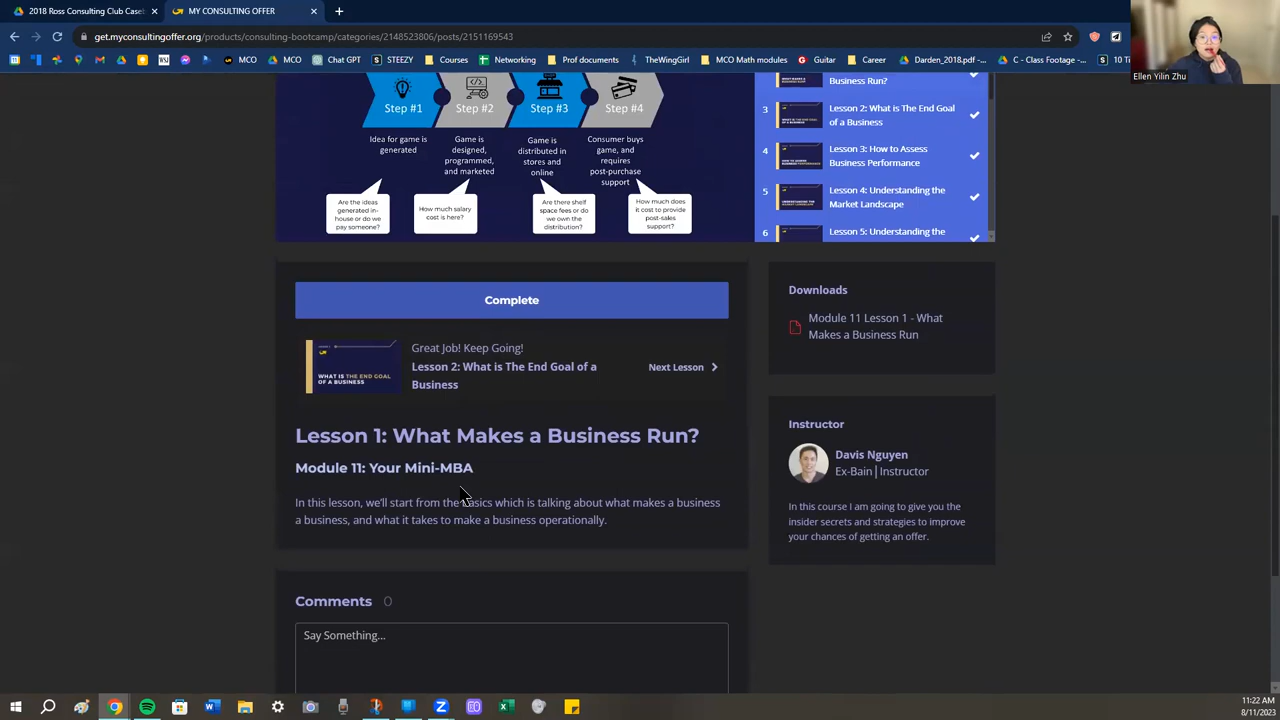 2018 Ross Consulting Club Caseb
MY CONSULTING OFFER
get.myconsultingoffer.org/products/consulting-bootcamp/categories/2148523806/posts/2151169543
MCO
MCO
Courses
Prof documents
TheWingGirl
MCO Math modules
Chat GPT
STEEZY
Networking
Guitar
Career
Darden_2018.pdf -...
C - Class Footage -...
10 Ti
Ellen Yilin Zhu
Step #1
Step #2
Step #3
Step #4
Idea for game is
generated
Game is
designed,
programmed,
and marketed
Game is
distributed in
stores and
online
Consumer buys
game, and
requires
post-purchase
support
Are the ideas
generated in-
house or do we
pay someone?
How much salary
cost is here?
Are there shelf
space fees or do
we own the
distribution?
How much does
it cost to provide
post-sales
support?
Business Run?
3
Lesson 2: What is The End Goal
of a Business
4
Lesson 3: How to Assess
Business Performance
5
Lesson 4: Understanding the
Market Landscape
6
Lesson 5: Understanding the
Complete
WHAT IS THE END GOAL
OF A BUSINESS
Great Job! Keep Going!
Lesson 2: What is The End Goal of a
Business
Next Lesson
Lesson 1: What Makes a Business Run?
Module 11: Your Mini-MBA
In this lesson, we'll start from the basics which is talking about what makes a business
a business, and what it takes to make a business operationally.
Comments 0
Say Something...
Downloads
Module 11 Lesson 1 - What
Makes a Business Run
Instructor
Davis Nguyen
Ex-Bain | Instructor
In this course I am going to give you the
insider secrets and strategies to improve
your chances of getting an offer.
11:22 AM
8/11/2023